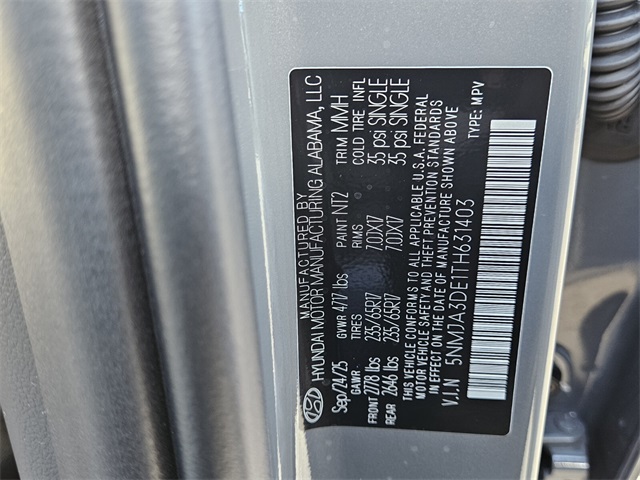 MANUFACTURED BY
HYUNDAI MOTOR MANUFACTURING ALABAMA, LLC
Sep/24/25 GVWR 4717 lbs PAINT NT2 TRIM MMH
GAWR TIRES RIMS COLD TIRE INFL
FRONT 2778 lbs 235/65R17 7.0JX17 35 psi SINGLE
REAR 2646 lbs 235/65R17 7.0JX17 35 psi SINGLE
THIS VEHICLE CONFORMS TO ALL APPLICABLE U.S.A. FEDERAL
MOTOR VEHICLE SAFETY AND THEFT PREVENTION STANDARDS
IN EFFECT ON THE DATE OF MANUFACTURE SHOWN ABOVE
V.I.N 5NMJA3DE1TH631403 TYPE: MPV